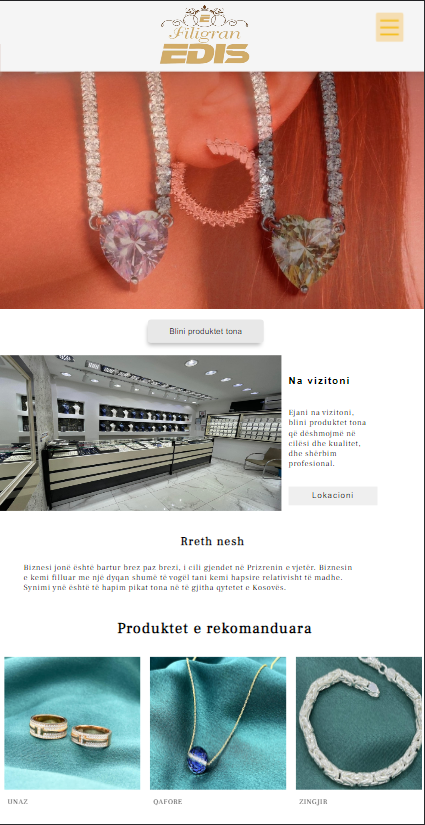 Filigran
EDIS
Blini produktet tona
Na vizitoni
Ejani na vizitoni,
blini produktet tona
që dëshmojmë në
cilësi dhe kualitet,
dhe shërbim
profesional.
Lokacioni
Rreth nesh
Biznesi jonë është bartur brez pas brezi, i cili gjendet në Prizrenin e vjetër. Biznesin
e kemi filluar me një dyqan shumë të vogël tani kemi hapsire relativisht të madhe.
Synimi ynë është të hapim pikat tona në të gjitha qytetet e Kosovës.
Produktet e rekomanduara
UNAZ
QAFORE
ZINGJIR